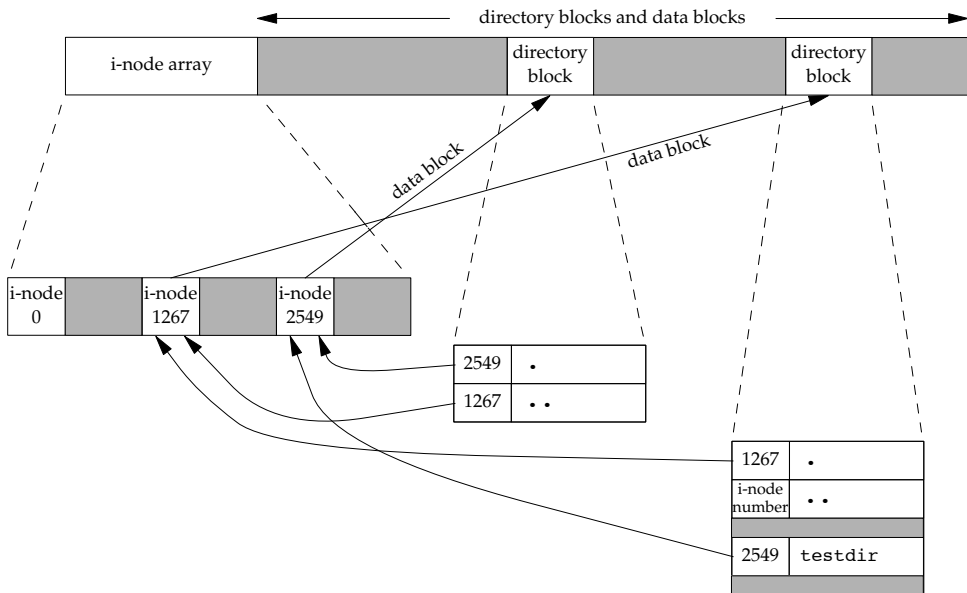 directory blocks and data blocks
i-node array
directory
block
directory
block
data block
data block
i-node
0
i-node
1267
i-node
2549
2549 .
1267 . .
1267 .
i-node
number . .
2549 testdir